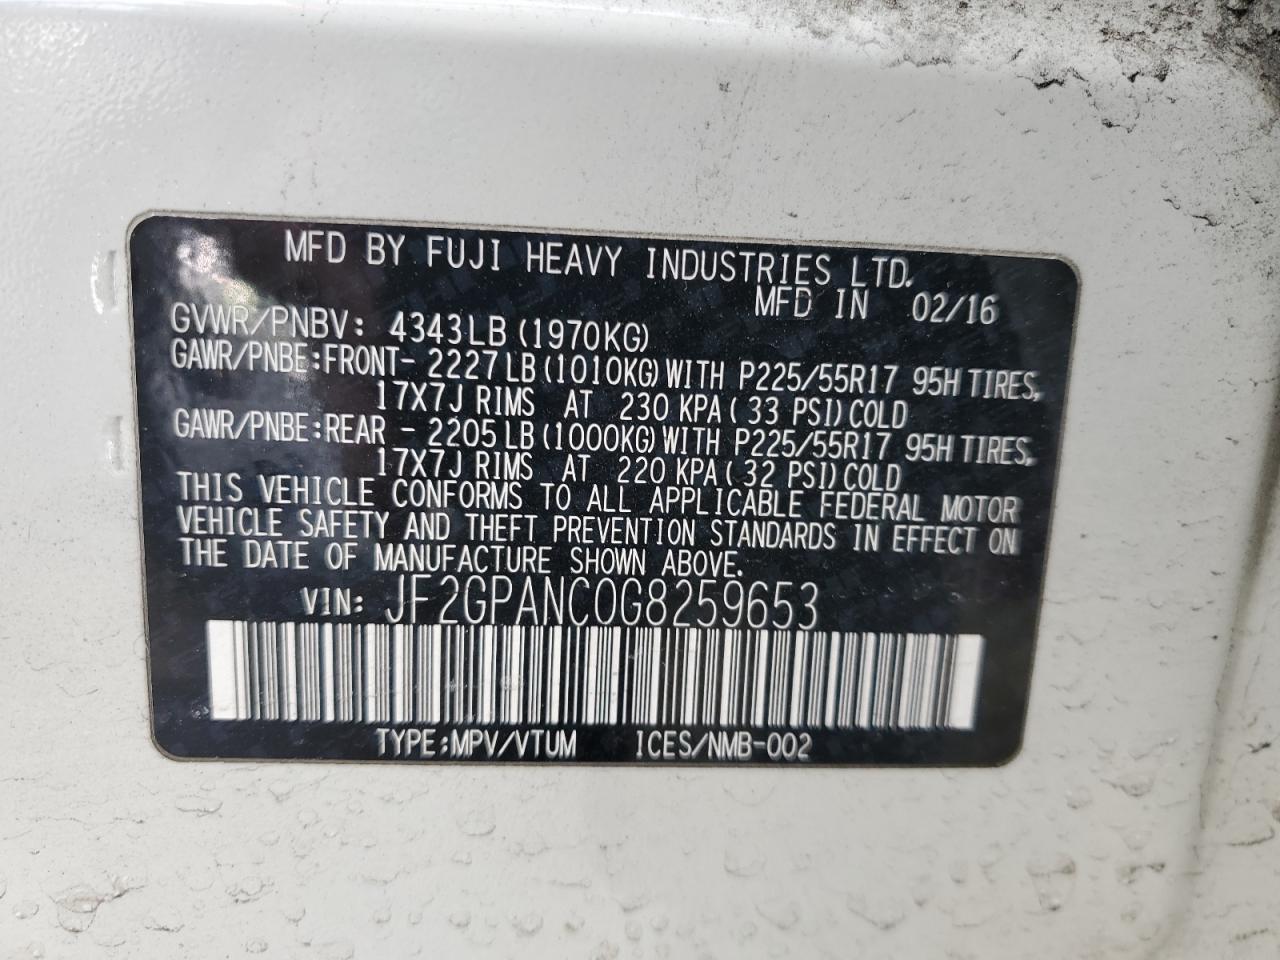 MFD BY FUJI HEAVY INDUSTRIES LTD.
MFD IN 02/16
GVWR/PNBV: 4343LB (1970KG)
GAWR/PNBE:FRONT- 2227LB (1010KG) WITH P225/55R17 95H TIRES,
17X7J RIMS AT 230 KPA ( 33 PSI) COLD
GAWR/PNBE:REAR - 2205LB (1000KG) WITH P225/55R17 95H TIRES,
17X7J RIMS AT 220 KPA ( 32 PSI) COLD
THIS VEHICLE CONFORMS TO ALL APPLICABLE FEDERAL MOTOR
VEHICLE SAFETY AND THEFT PREVENTION STANDARDS IN EFFECT ON
THE DATE OF MANUFACTURE SHOWN ABOVE.
VIN: JF2GPANC0G8259653
TYPE:MPV/VTUM ICES/NMB-002